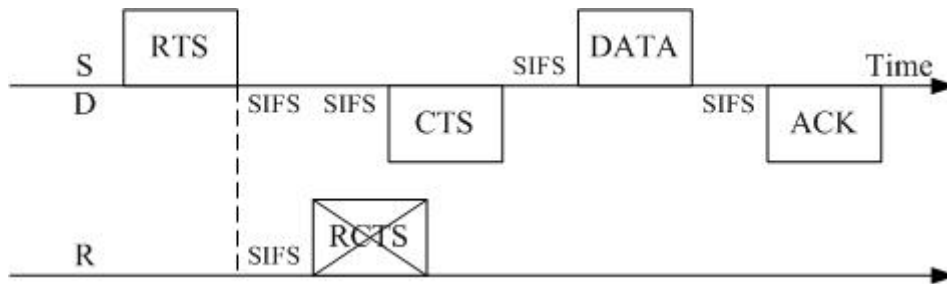 RTS
DATA
S
SIFS
Time
D
SIFS
SIFS
CTS
SIFS
ACK
RCTS
R
SIFS